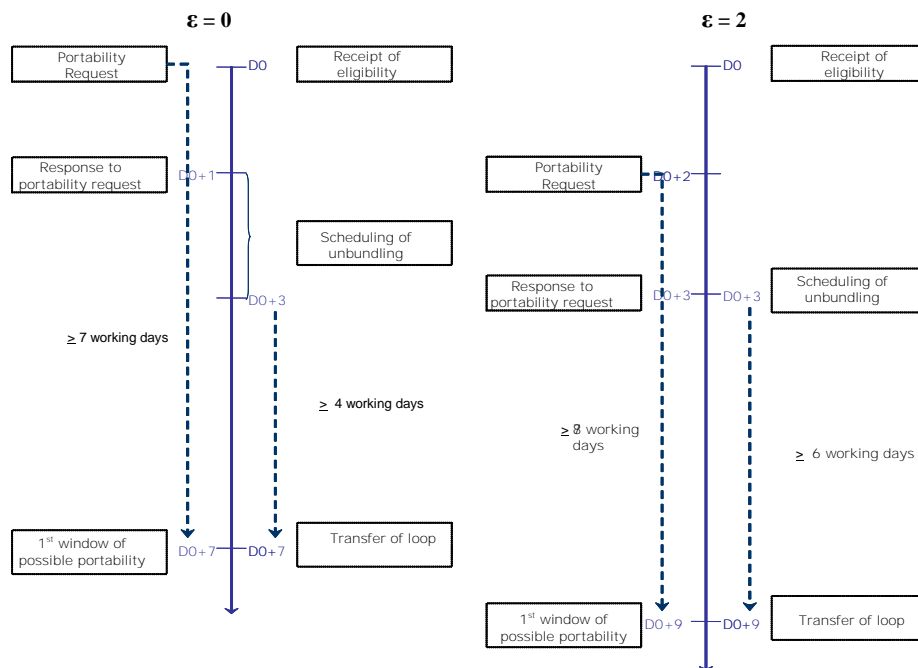 ε = 0
Portability
Request
D0
Receipt of
eligibility
Response to
portability request
D0+1
Scheduling of
unbundling
D0+3
≥ 7 working days
≥ 4 working days
1st window of
possible portability
D0+7
D0+7
Transfer of loop
ε = 2
D0
Receipt of
eligibility
Portability
Request
D0+2
Response to
portability request
D0+3
D0+3
Scheduling of
unbundling
≥ working
days
≥ 6 working days
1st window of
possible portability
D0+9
D0+9
Transfer of loop